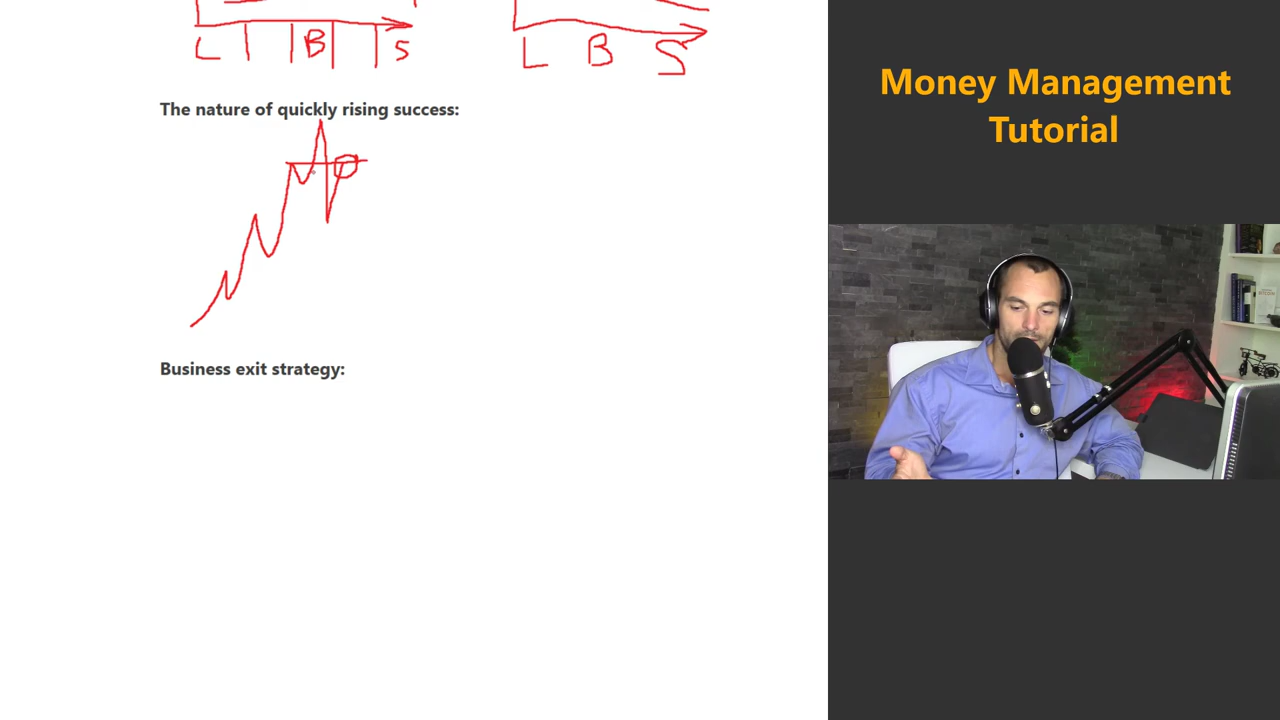 L B S
L B S
The nature of quickly rising success:
Business exit strategy:
Money Management
Tutorial